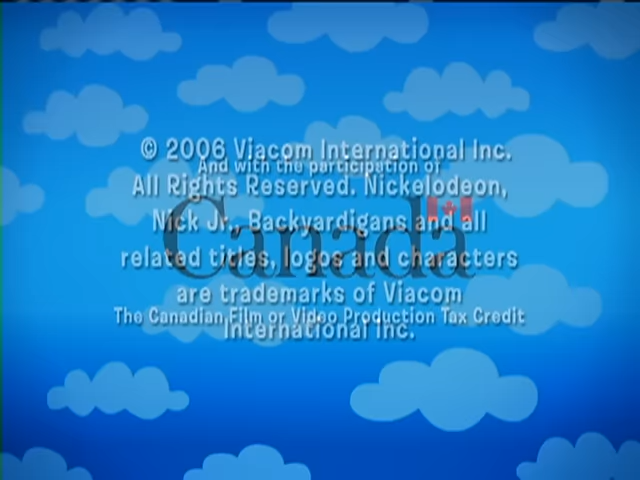 © 2006 Viacom International Inc.
And with the participation of
All Rights Reserved. Nickelodeon,
Nick Jr., Backyardigans and all
Canada
related titles, logos and characters
are trademarks of Viacom
The Canadian Film or Video Production Tax Credit
International Inc.